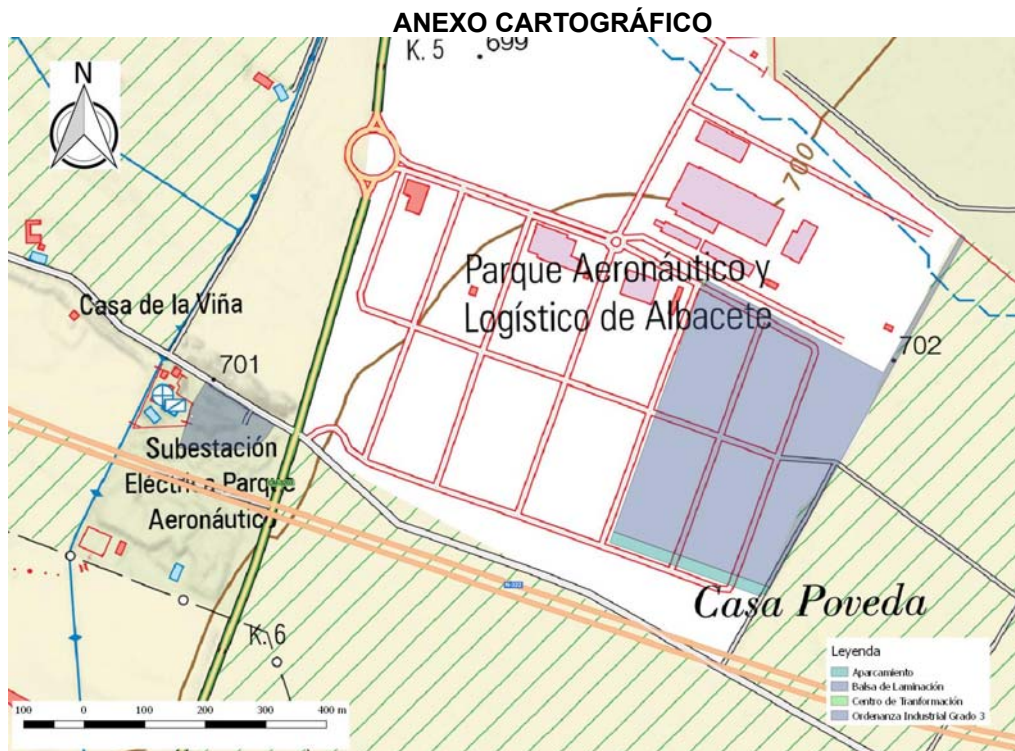 ANEXO CARTOGRÁFICO
K. 5
699
N
700
Parque Aeronáutico y
Logístico de Albacete
Casa de la Viña
701
702
Subestación
Eléctrica Parque
Aeronáutico
N-322
Casa Poveda
K. 6
Leyenda
Aparcamiento
Balsa de Laminación
Centro de Tranformación
Ordenanza Industrial Grado 3
100 0 100 200 300 400 m